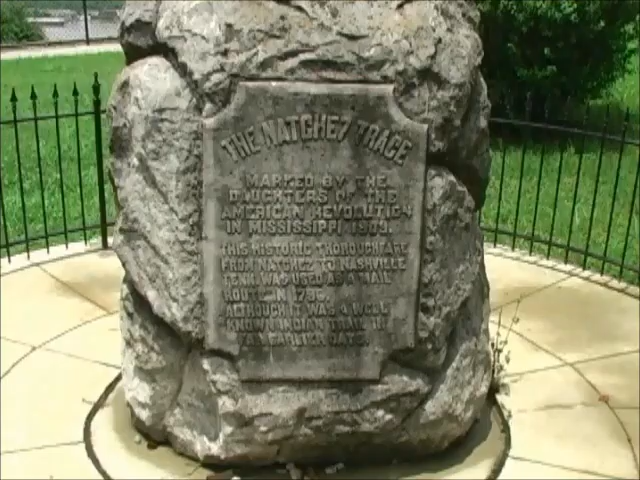 THE NATCHEZ TRACE
MARKED BY THE
DAUGHTERS OF THE
AMERICAN REVOLUTION
IN MISSISSIPPI 1909.
THIS HISTORIC THOROUGHFARE
FROM NATCHEZ TO NASHVILLE
TENN. WAS USED AS A MAIL
ROUTE IN 1796.
ALTHOUGH IT WAS A WELL
KNOWN INDIAN TRAIL IN
FAR EARLIER DAYS.